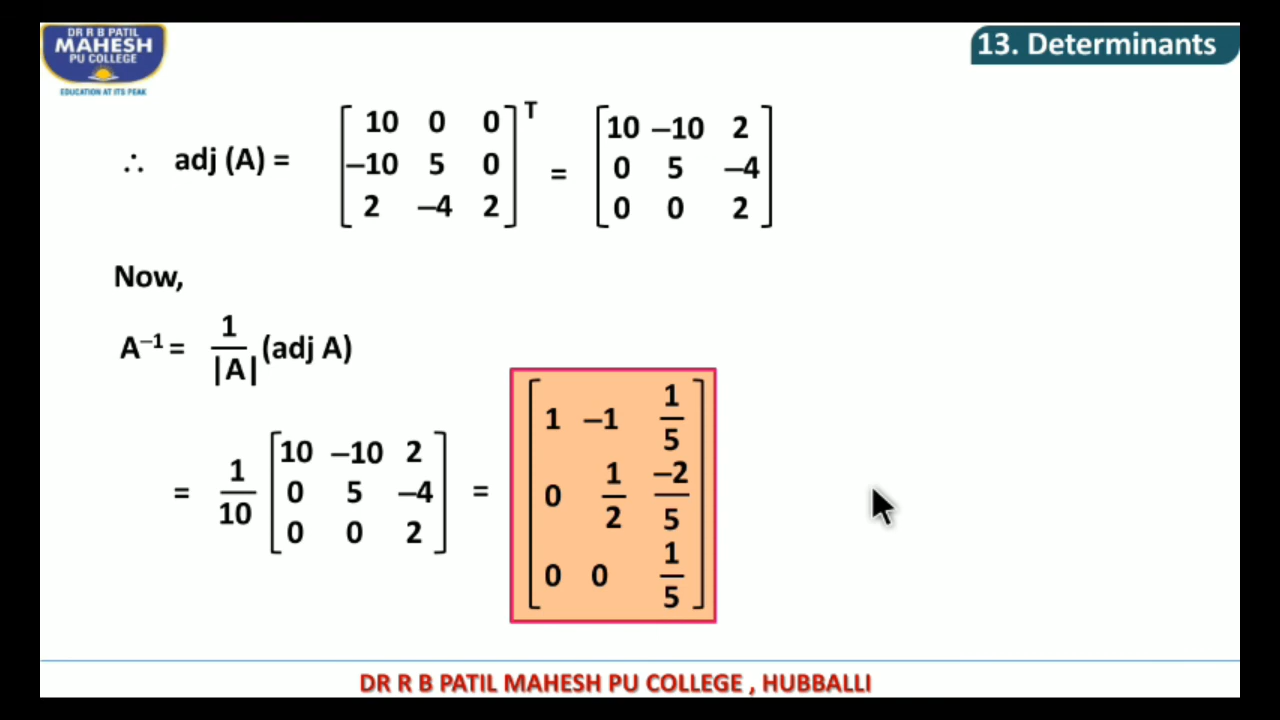 DR R B PATIL
MAHESH
PU COLLEGE
EDUCATION AT ITS PEAK
13. Determinants
∴ adj (A) = [10 0 0; –10 5 0; 2 –4 2]ᵀ = [10 –10 2; 0 5 –4; 0 0 2]
Now,
A⁻¹ = 1/|A| (adj A)
= 1/10 [10 –10 2; 0 5 –4; 0 0 2] = [1 –1 1/5; 0 1/2 –2/5; 0 0 1/5]
DR R B PATIL MAHESH PU COLLEGE , HUBBALLI